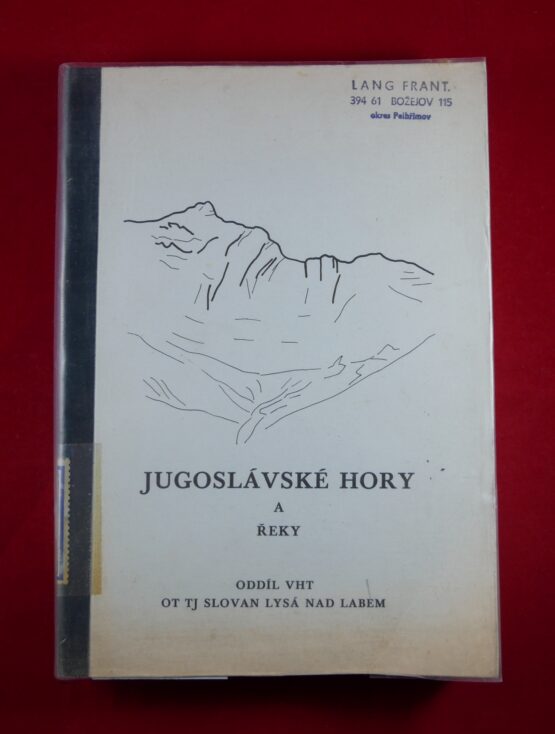 LANG FRANT.
394 61 BOŽEJOV 115
okres Pelhřimov
JUGOSLÁVSKÉ HORY
A
ŘEKY
ODDÍL VHT
OT TJ SLOVAN LYSÁ NAD LABEM